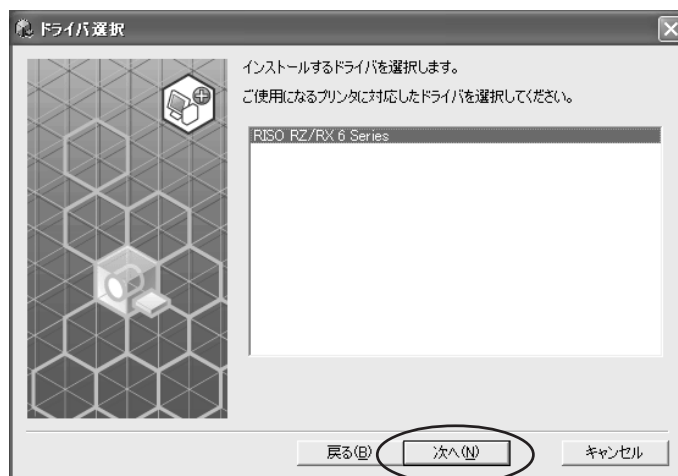 ドライバ選択
インストールするドライバを選択します。
ご使用になるプリンタに対応したドライバを選択してください。
RISO RZ/RX 6 Series
戻る(B)
次へ(N)
キャンセル